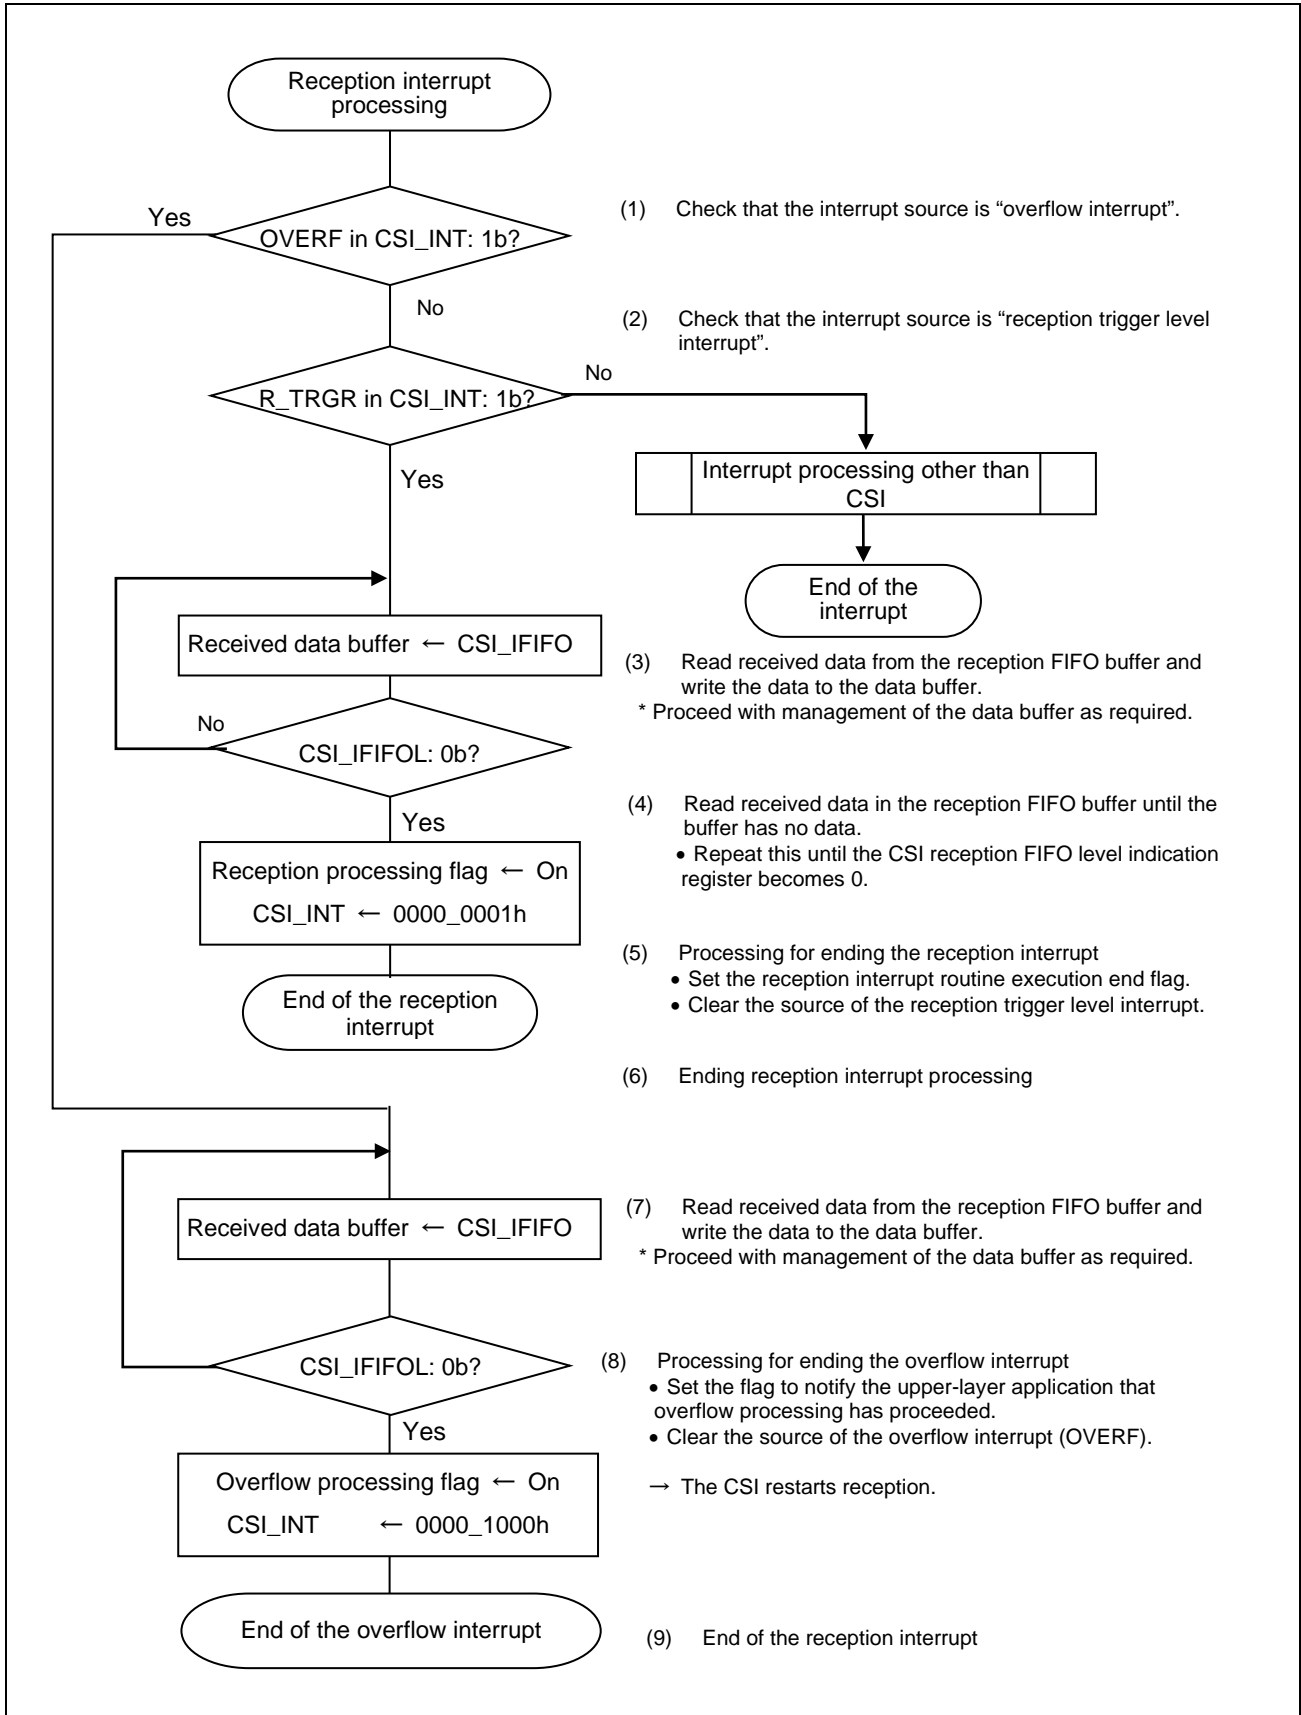 Reception interrupt
processing
(1) Check that the interrupt source is “overflow interrupt”.
Yes
OVERF in CSI_INT: 1b?
No
(2) Check that the interrupt source is “reception trigger level
interrupt”.
No
R_TRGR in CSI_INT: 1b?
Yes
Interrupt processing other than
CSI
End of the
interrupt
Received data buffer ← CSI_IFIFO
(3) Read received data from the reception FIFO buffer and
write the data to the data buffer.
* Proceed with management of the data buffer as required.
No
CSI_IFIFOL: 0b?
(4) Read received data in the reception FIFO buffer until the
buffer has no data.
• Repeat this until the CSI reception FIFO level indication
register becomes 0.
Yes
Reception processing flag ← On
CSI_INT ← 0000_0001h
(5) Processing for ending the reception interrupt
• Set the reception interrupt routine execution end flag.
• Clear the source of the reception trigger level interrupt.
End of the reception
interrupt
(6) Ending reception interrupt processing
Received data buffer ← CSI_IFIFO
(7) Read received data from the reception FIFO buffer and
write the data to the data buffer.
* Proceed with management of the data buffer as required.
CSI_IFIFOL: 0b?
(8) Processing for ending the overflow interrupt
• Set the flag to notify the upper-layer application that
overflow processing has proceeded.
• Clear the source of the overflow interrupt (OVERF).
→ The CSI restarts reception.
Yes
Overflow processing flag ← On
CSI_INT ← 0000_1000h
End of the overflow interrupt
(9) End of the reception interrupt